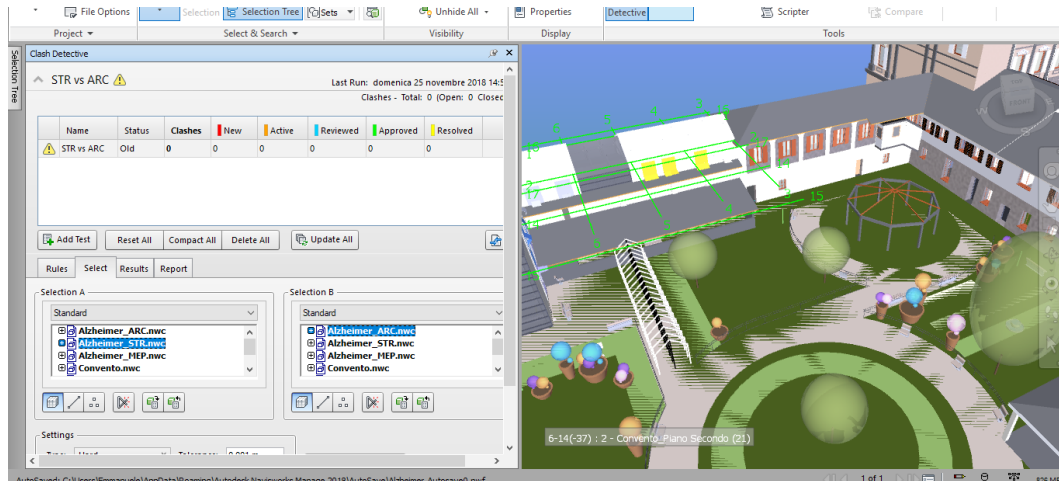 File Options
Selection
Selection Tree
Sets
Unhide All
Properties
Detective
Scripter
Compare
Project
Select & Search
Visibility
Display
Tools
Selection Tree
Clash Detective
STR vs ARC
Last Run: domenica 25 novembre 2018 14:5
Clashes - Total: 0 (Open: 0 Closed
Name Status Clashes New Active Reviewed Approved Resolved
STR vs ARC Old 0 0 0 0 0 0
Add Test Reset All Compact All Delete All Update All
Rules Select Results Report
Selection A
Standard
Alzheimer_ARC.nwc
Alzheimer_STR.nwc
Alzheimer_MEP.nwc
Convento.nwc
Selection B
Standard
Alzheimer_ARC.nwc
Alzheimer_STR.nwc
Alzheimer_MEP.nwc
Convento.nwc
Settings
6-14(-37) : 2 - Convento_Piano Secondo (21)
FRONT
W
S
1 of 1